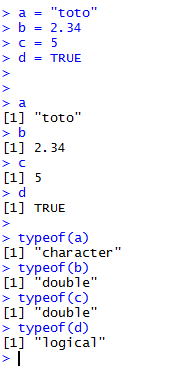 > a = "toto"
> b = 2.34
> c = 5
> d = TRUE
>
>
> a
[1] "toto"
> b
[1] 2.34
> c
[1] 5
> d
[1] TRUE
>
> typeof(a)
[1] "character"
> typeof(b)
[1] "double"
> typeof(c)
[1] "double"
> typeof(d)
[1] "logical"
>